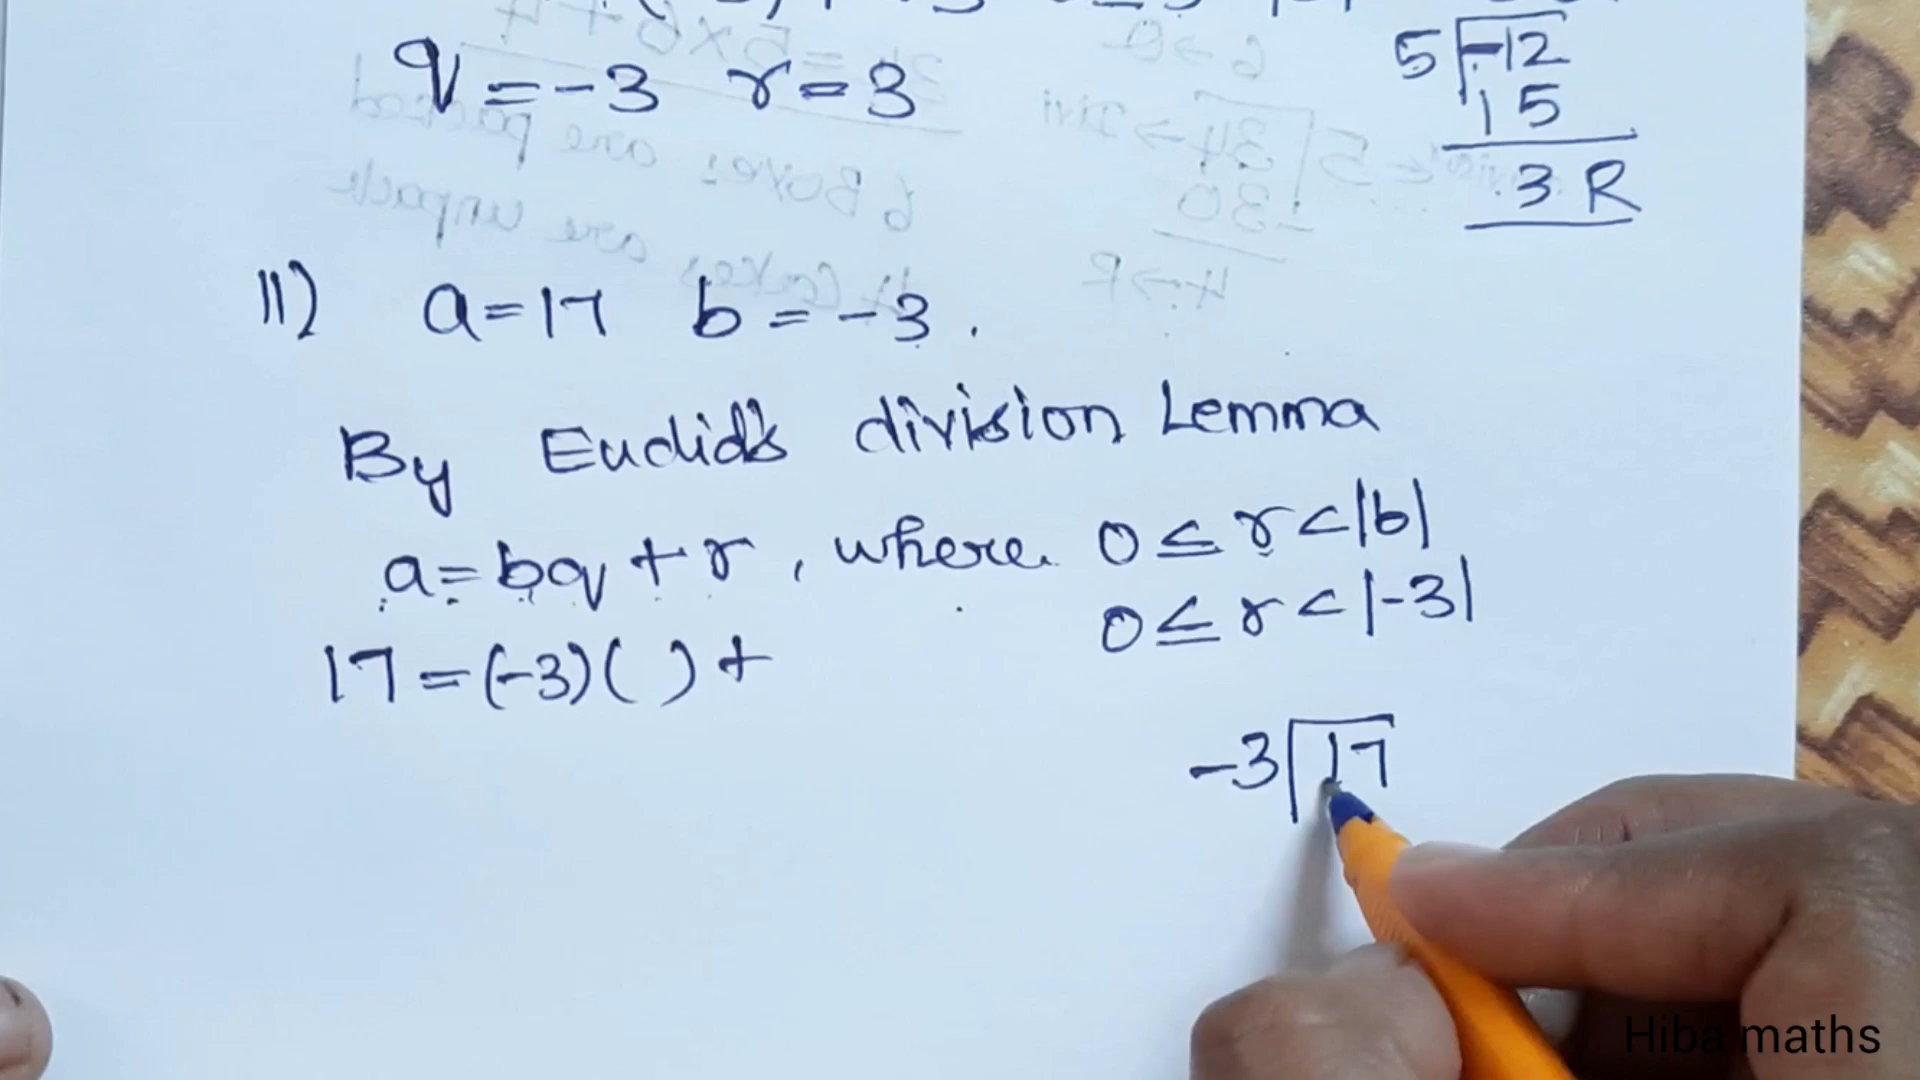 q = -3 r = 3
5 -12
15
3 R
11) a = 17 b = -3.
By Euclid's division Lemma
a = bq + r, where 0 ≤ r < |b|
0 ≤ r < |-3|
17 = (-3)( ) +
-3 17
Hiba maths